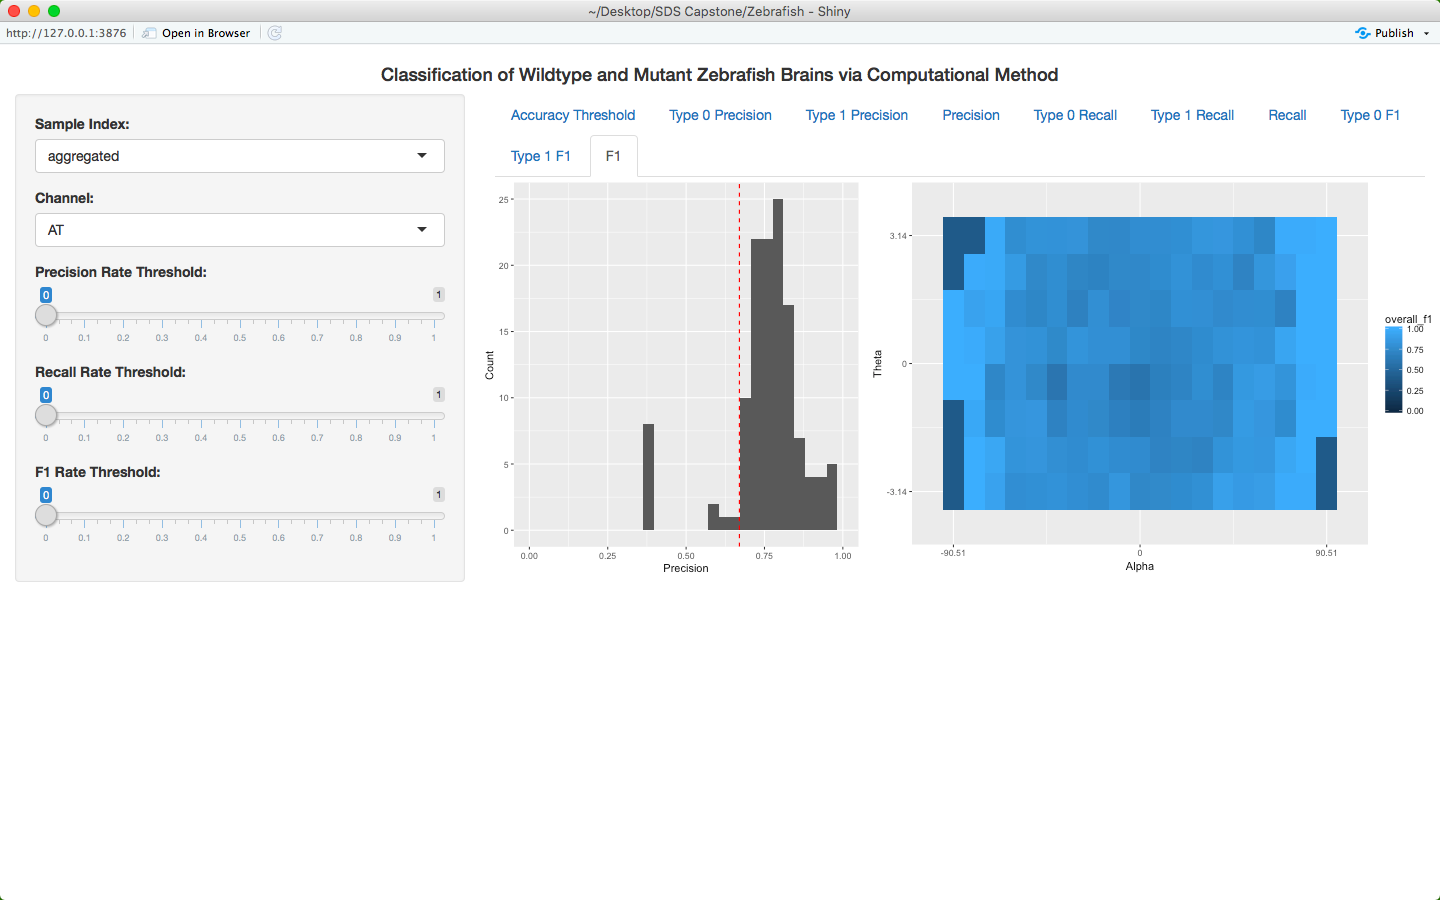 ~/Desktop/SDS Capstone/Zebrafish - Shiny
http://127.0.0.1:3876 Open in Browser Publish
Classification of Wildtype and Mutant Zebrafish Brains via Computational Method
Sample Index:
aggregated
Channel:
AT
Precision Rate Threshold:
0 1
0 0.1 0.2 0.3 0.4 0.5 0.6 0.7 0.8 0.9 1
Recall Rate Threshold:
0 1
0 0.1 0.2 0.3 0.4 0.5 0.6 0.7 0.8 0.9 1
F1 Rate Threshold:
0 1
0 0.1 0.2 0.3 0.4 0.5 0.6 0.7 0.8 0.9 1
Accuracy Threshold Type 0 Precision Type 1 Precision Precision Type 0 Recall Type 1 Recall Recall Type 0 F1
Type 1 F1 F1
Count
25
20
15
10
5
0
0.00 0.25 0.50 0.75 1.00
Precision
Theta
3.14
0
-3.14
-90.51 0 90.51
Alpha
overall_f1
1.00
0.75
0.50
0.25
0.00